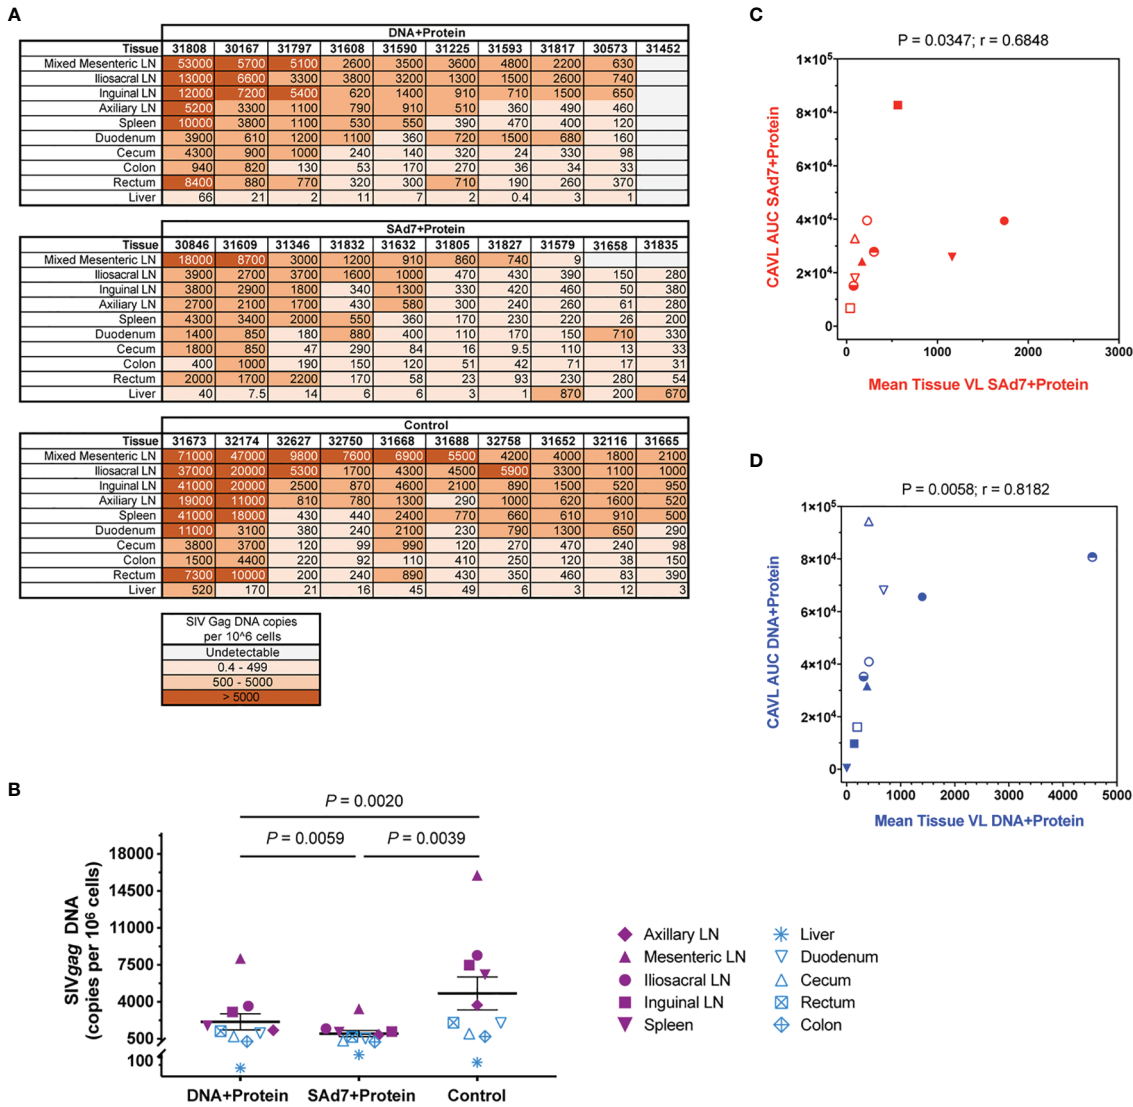 A
DNA+Protein
Tissue 31808 30167 31797 31608 31590 31225 31593 31817 30573 31452
Mixed Mesenteric LN 53000 5700 5100 2600 3500 3600 4800 2200 630
Iliosacral LN 13000 6600 3300 3800 3200 1300 1500 2600 740
Inguinal LN 12000 7200 5400 620 1400 910 710 1500 650
Axiliary LN 5200 3300 1100 790 910 510 360 490 460
Spleen 10000 3800 1100 530 550 390 470 400 120
Duodenum 3900 610 1200 1100 360 720 1500 680 160
Cecum 4300 900 1000 240 140 320 24 330 98
Colon 940 820 130 53 170 270 36 34 33
Rectum 8400 880 770 320 300 710 190 260 370
Liver 66 21 2 11 7 2 0.4 3 1
SAd7+Protein
Tissue 30846 31609 31346 31832 31632 31805 31827 31579 31658 31835
Mixed Mesenteric LN 18000 8700 3000 1200 910 860 740 9
Iliosacral LN 3900 2700 3700 1600 1000 470 430 390 150 280
Inguinal LN 3800 2900 1800 340 1300 330 420 460 50 380
Axiliary LN 2700 2100 1700 430 580 300 240 260 61 280
Spleen 4300 3400 2000 550 360 170 230 220 26 200
Duodenum 1400 850 180 880 400 110 170 150 710 330
Cecum 1800 850 47 290 84 16 9.5 110 13 33
Colon 400 1000 190 150 120 51 42 71 17 31
Rectum 2000 1700 2200 170 58 23 93 230 280 54
Liver 40 7.5 14 6 6 3 1 870 200 670
Control
Tissue 31673 32174 32627 32750 31668 31688 32758 31652 32116 31665
Mixed Mesenteric LN 71000 47000 9800 7600 6900 5500 4200 4000 1800 2100
Iliosacral LN 37000 20000 5300 1700 4300 4500 5900 3300 1100 1000
Inguinal LN 41000 20000 2500 870 4600 2100 890 1500 520 950
Axiliary LN 19000 11000 810 780 1300 290 1000 620 1600 520
Spleen 41000 18000 430 440 2400 770 660 610 910 500
Duodenum 11000 3100 380 240 2100 230 790 1300 650 290
Cecum 3800 3700 120 99 990 120 270 470 240 98
Colon 1500 4400 220 92 110 410 250 120 38 150
Rectum 7300 10000 200 240 890 430 350 460 83 390
Liver 520 170 21 16 45 49 6 3 12 3
SIV Gag DNA copies
per 10^6 cells
Undetectable
0.4 - 499
500 - 5000
> 5000
B
P = 0.0020
P = 0.0059
P = 0.0039
SIVgag DNA
(copies per 10⁶ cells)
18000
14500
11000
7500
4000
500
100
DNA+Protein SAd7+Protein Control
Axillary LN
Mesenteric LN
Iliosacral LN
Inguinal LN
Spleen
Liver
Duodenum
Cecum
Rectum
Colon
C
P = 0.0347; r = 0.6848
CAVL AUC SAd7+Protein
1×10⁵
8×10⁴
6×10⁴
4×10⁴
2×10⁴
0
0 1000 2000 3000
Mean Tissue VL SAd7+Protein
D
P = 0.0058; r = 0.8182
CAVL AUC DNA+Protein
1×10⁵
8×10⁴
6×10⁴
4×10⁴
2×10⁴
0
0 1000 2000 3000 4000 5000
Mean Tissue VL DNA+Protein